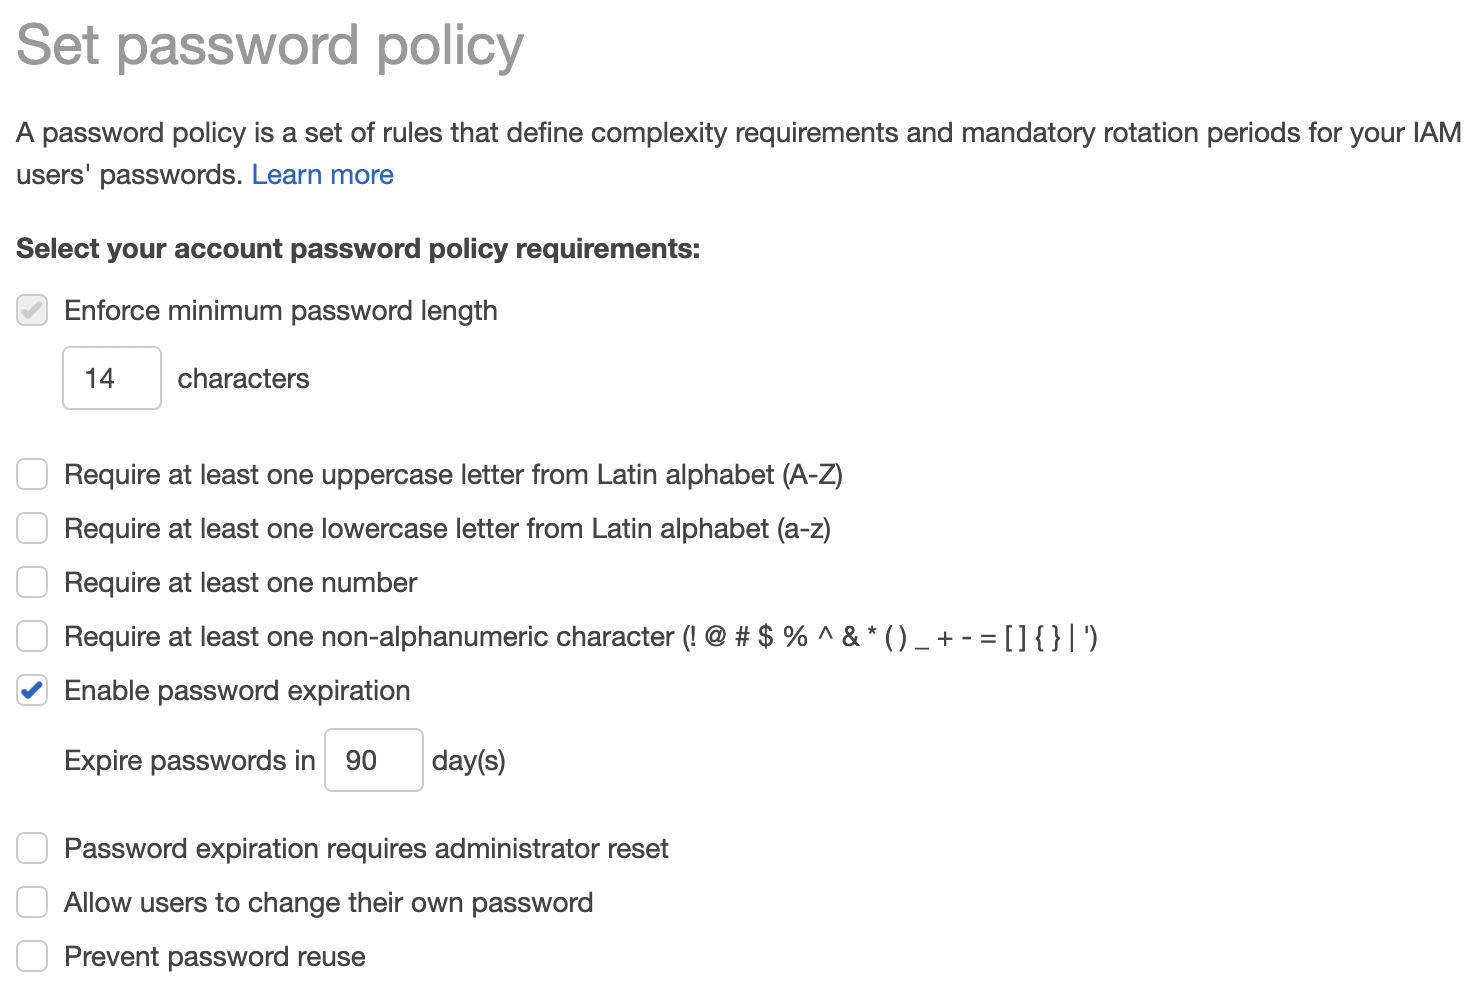 Set password policy
A password policy is a set of rules that define complexity requirements and mandatory rotation periods for your IAM
users' passwords. Learn more
Select your account password policy requirements:
Enforce minimum password length
14 characters
Require at least one uppercase letter from Latin alphabet (A-Z)
Require at least one lowercase letter from Latin alphabet (a-z)
Require at least one number
Require at least one non-alphanumeric character (! @ # $ % ^ & * ( ) _ + - = [ ] { } | ')
Enable password expiration
Expire passwords in 90 day(s)
Password expiration requires administrator reset
Allow users to change their own password
Prevent password reuse